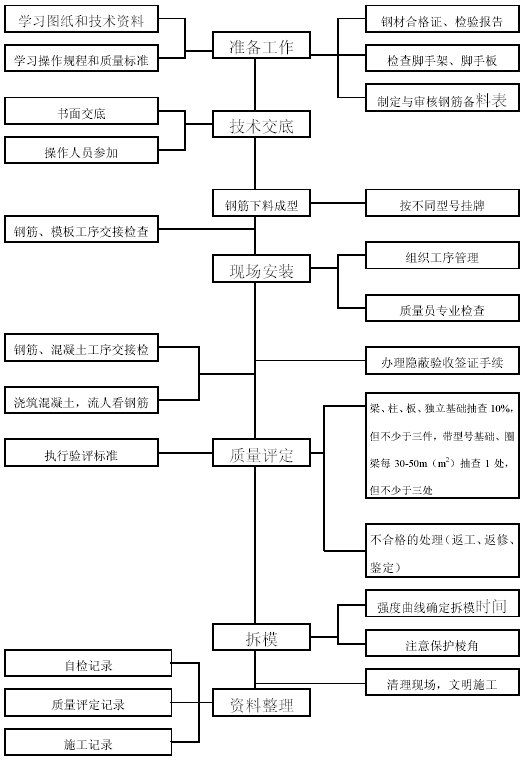 学习图纸和技术资料
钢材合格证、检验报告
准备工作
学习操作规程和质量标准
检查脚手架、脚手板
制定与审核钢筋备料表
书面交底
技术交底
操作人员参加
钢筋下料成型
按不同型号挂牌
钢筋、模板工序交接检查
组织工序管理
现场安装
质量员专业检查
钢筋、混凝土工序交接检
办理隐蔽验收签证手续
浇筑混凝土，流人看钢筋
梁、柱、板、独立基础抽查 10%，
但不少于三件，带型号基础、圈
梁每 30-50m（m²）抽查 1 处，
但不少于三处
执行验评标准
质量评定
不合格的处理（返工、返修、
鉴定）
强度曲线确定拆模时间
拆模
注意保护棱角
自检记录
清理现场，文明施工
质量评定记录
资料整理
施工记录